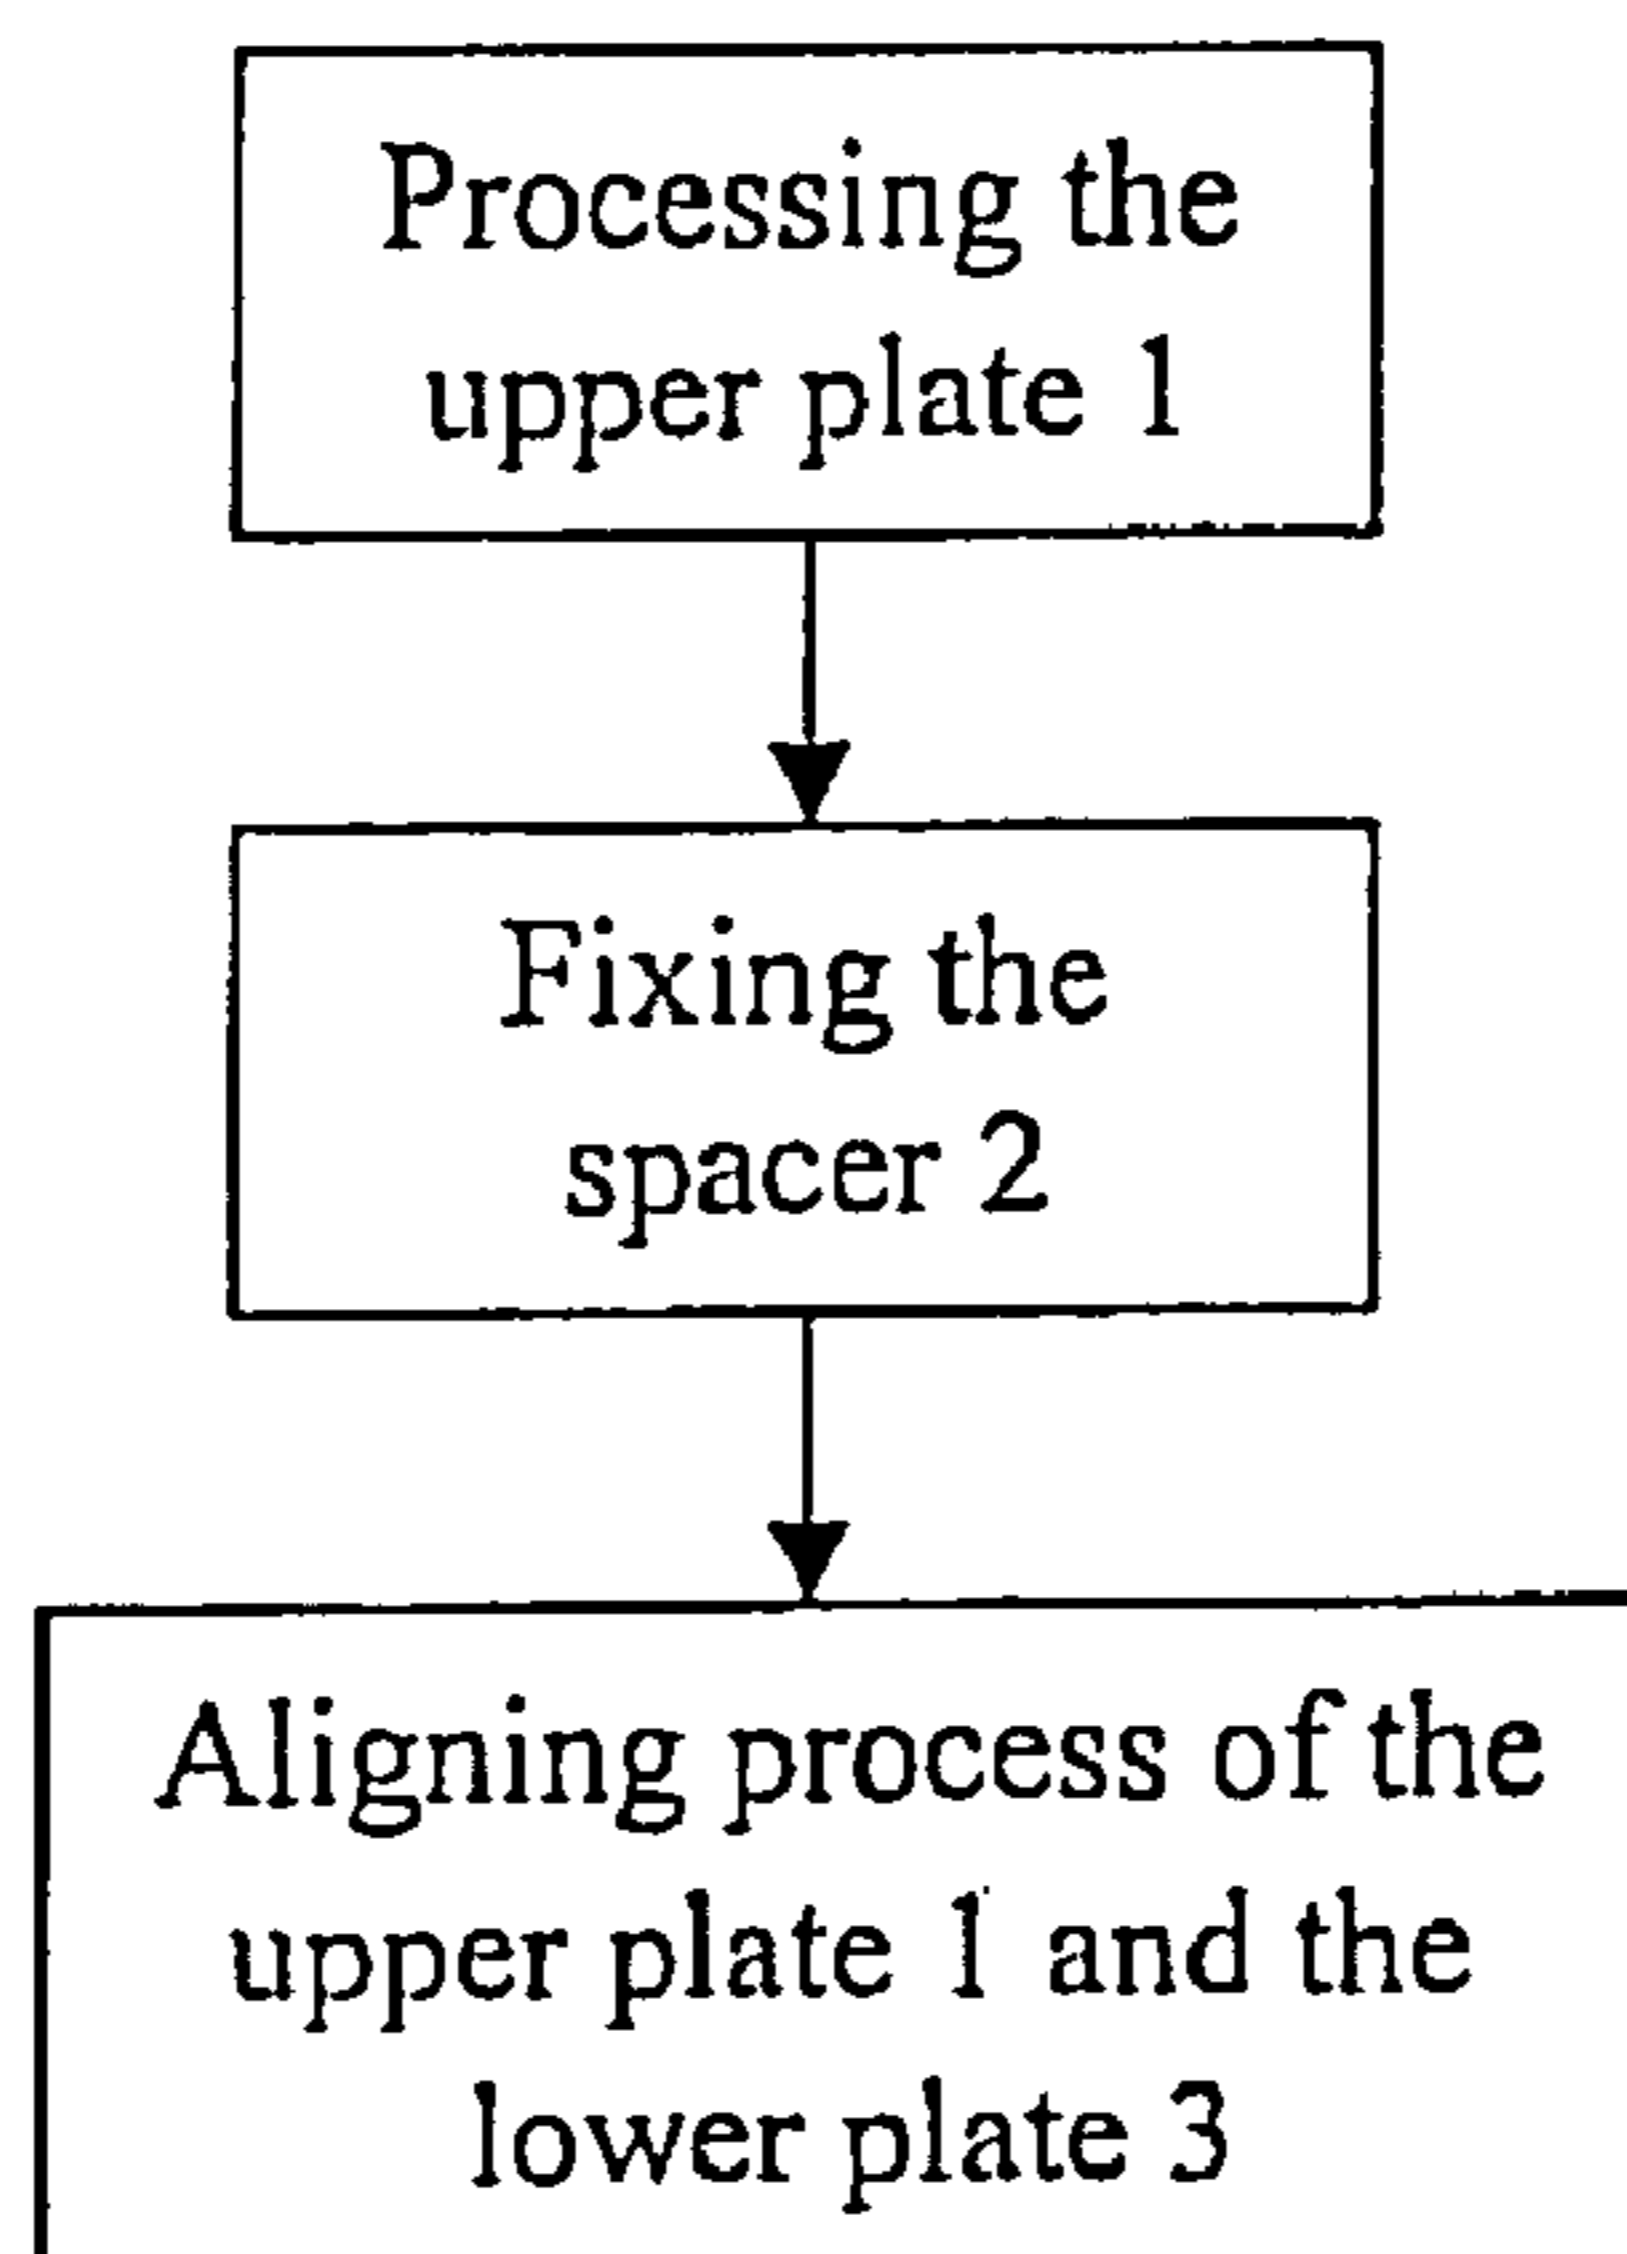 Processing the
upper plate 1
Fixing the
spacer 2
Aligning process of the
upper plate 1 and the
lower plate 3